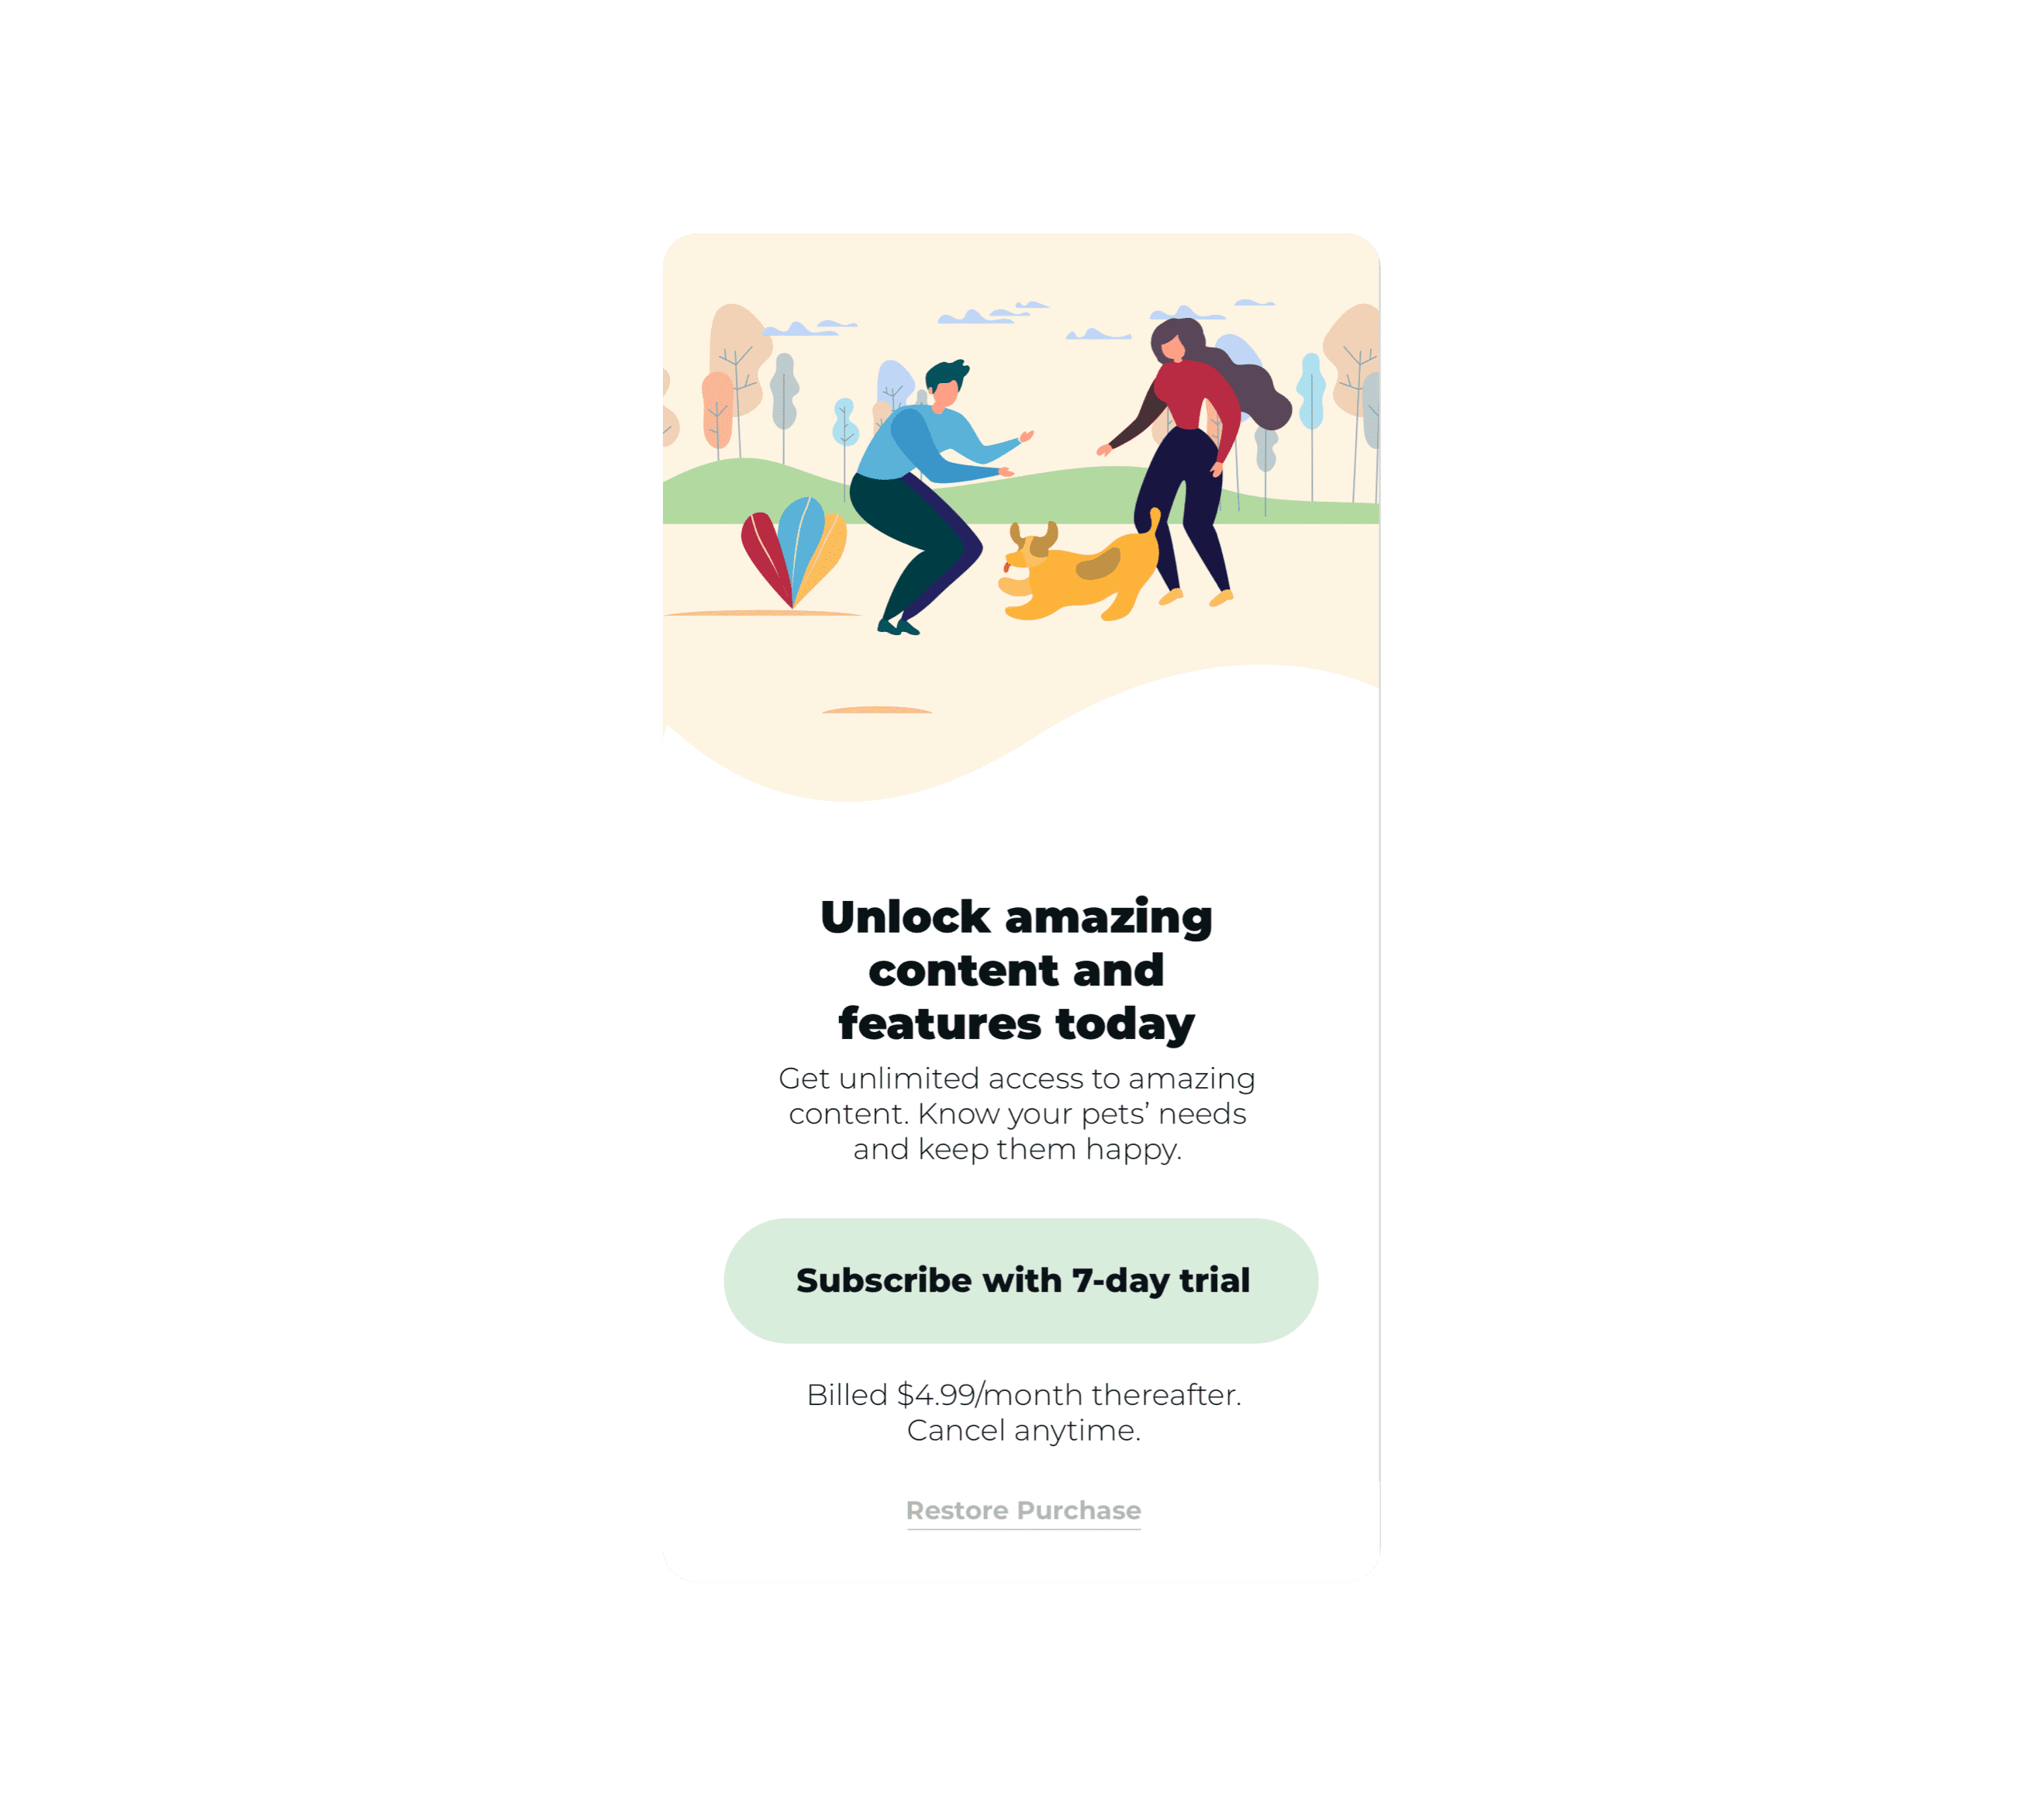 Unlock amazing
content and
features today
Get unlimited access to amazing
content. Know your pets’ needs
and keep them happy.
Subscribe with 7-day trial
Billed $4.99/month thereafter.
Cancel anytime.
Restore Purchase